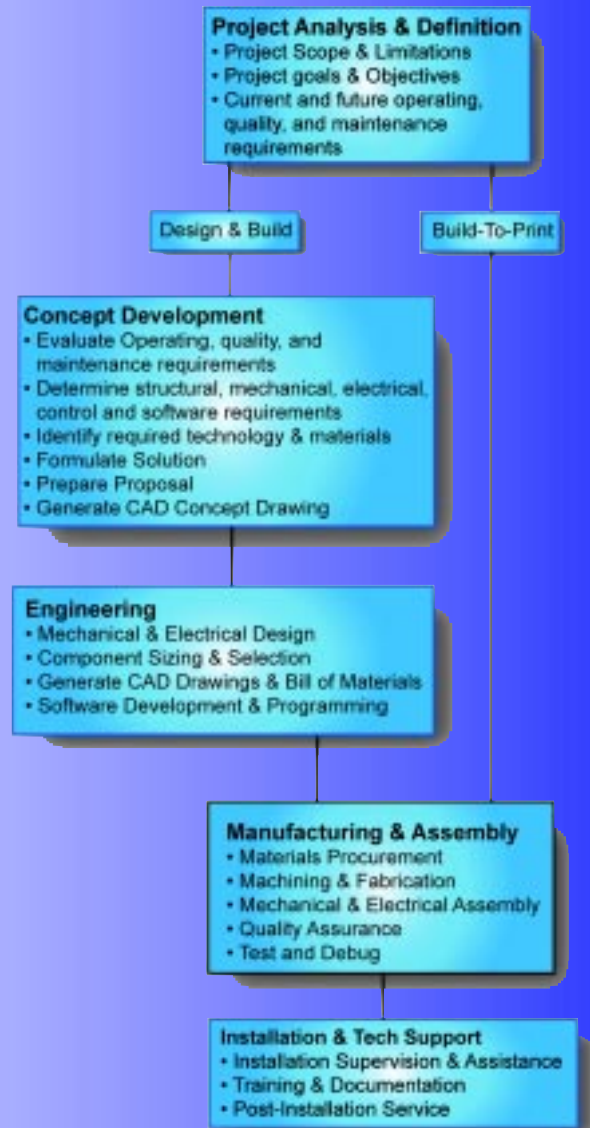 Project Analysis & Definition
• Project Scope & Limitations
• Project goals & Objectives
• Current and future operating,
quality, and maintenance
requirements
Design & Build
Build-To-Print
Concept Development
• Evaluate Operating, quality, and
maintenance requirements
• Determine structural, mechanical, electrical,
control and software requirements
• Identify required technology & materials
• Formulate Solution
• Prepare Proposal
• Generate CAD Concept Drawing
Engineering
• Mechanical & Electrical Design
• Component Sizing & Selection
• Generate CAD Drawings & Bill of Materials
• Software Development & Programming
Manufacturing & Assembly
• Materials Procurement
• Machining & Fabrication
• Mechanical & Electrical Assembly
• Quality Assurance
• Test and Debug
Installation & Tech Support
• Installation Supervision & Assistance
• Training & Documentation
• Post-Installation Service